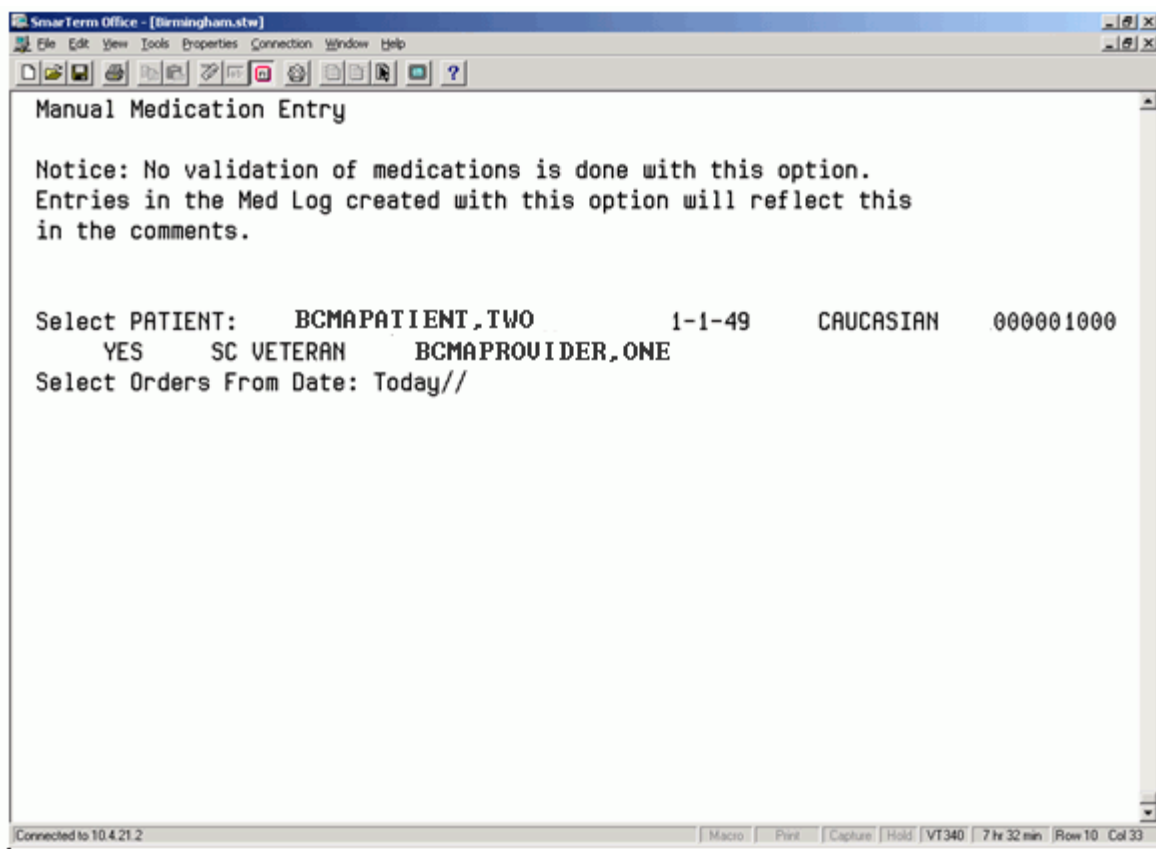 SmarTerm Office - [Birmingham.stw]
File Edit View Tools Properties Connection Window Help
Manual Medication Entry
Notice: No validation of medications is done with this option.
Entries in the Med Log created with this option will reflect this
in the comments.
Select PATIENT: BCMAPATIENT,TWO 1-1-49 CAUCASIAN 000001000
YES SC VETERAN BCMAPROVIDER,ONE
Select Orders From Date: Today//
Connected to 10.4.21.2 Macro Print Capture Hold VT340 7 hr 32 min Row 10 Col 33